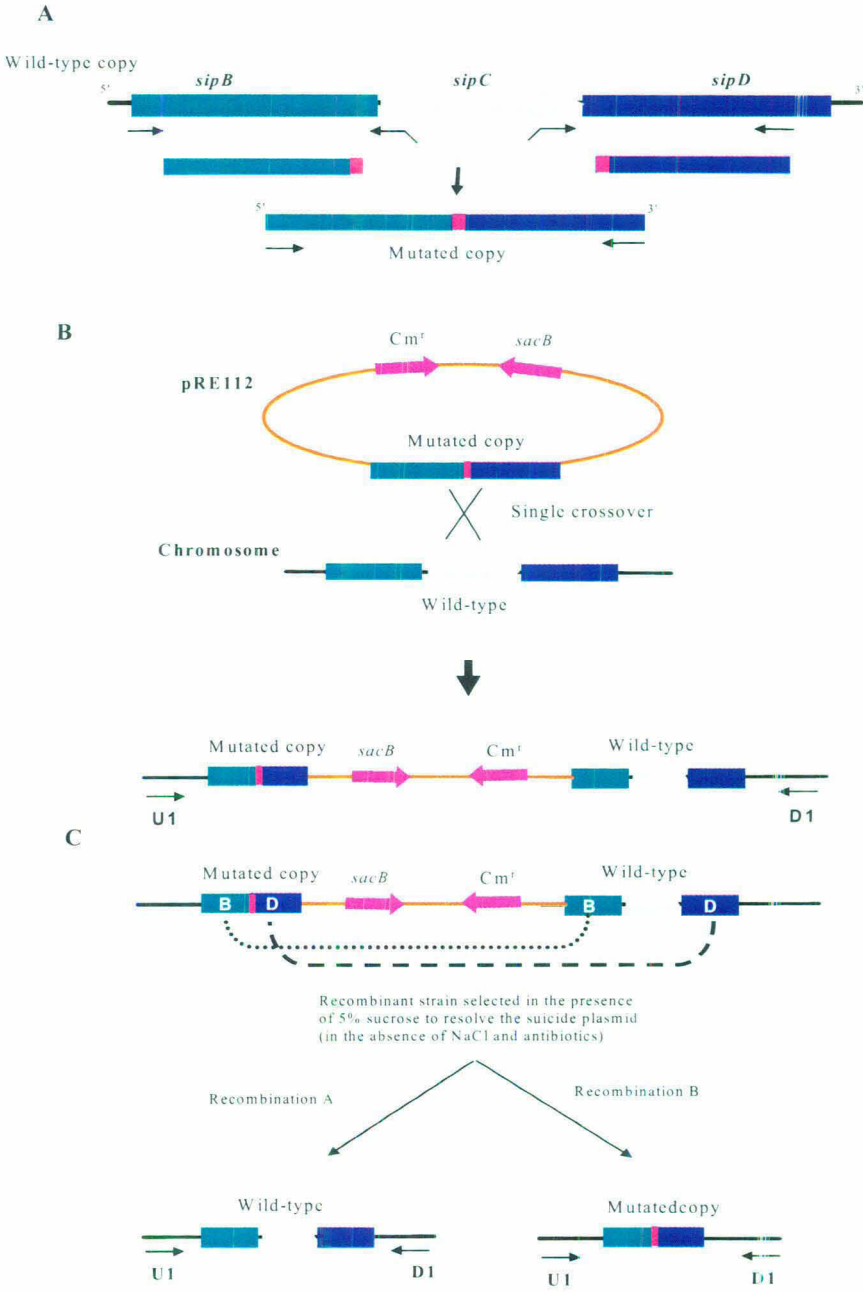 A
Wild-type copy
5'
sipB
sipC
sipD
3'
5'
3'
Mutated copy
B
Cmʳ
sacB
pRE112
Mutated copy
Single crossover
Chromosome
Wild-type
Mutated copy
sacB
Cmʳ
Wild-type
U1
D1
C
Mutated copy
sacB
Cmʳ
Wild-type
B
D
B
D
Recombinant strain selected in the presence
of 5% sucrose to resolve the suicide plasmid
(in the absence of NaCl and antibiotics)
Recombination A
Recombination B
Wild-type
Mutatedcopy
U1
D1
U1
D1